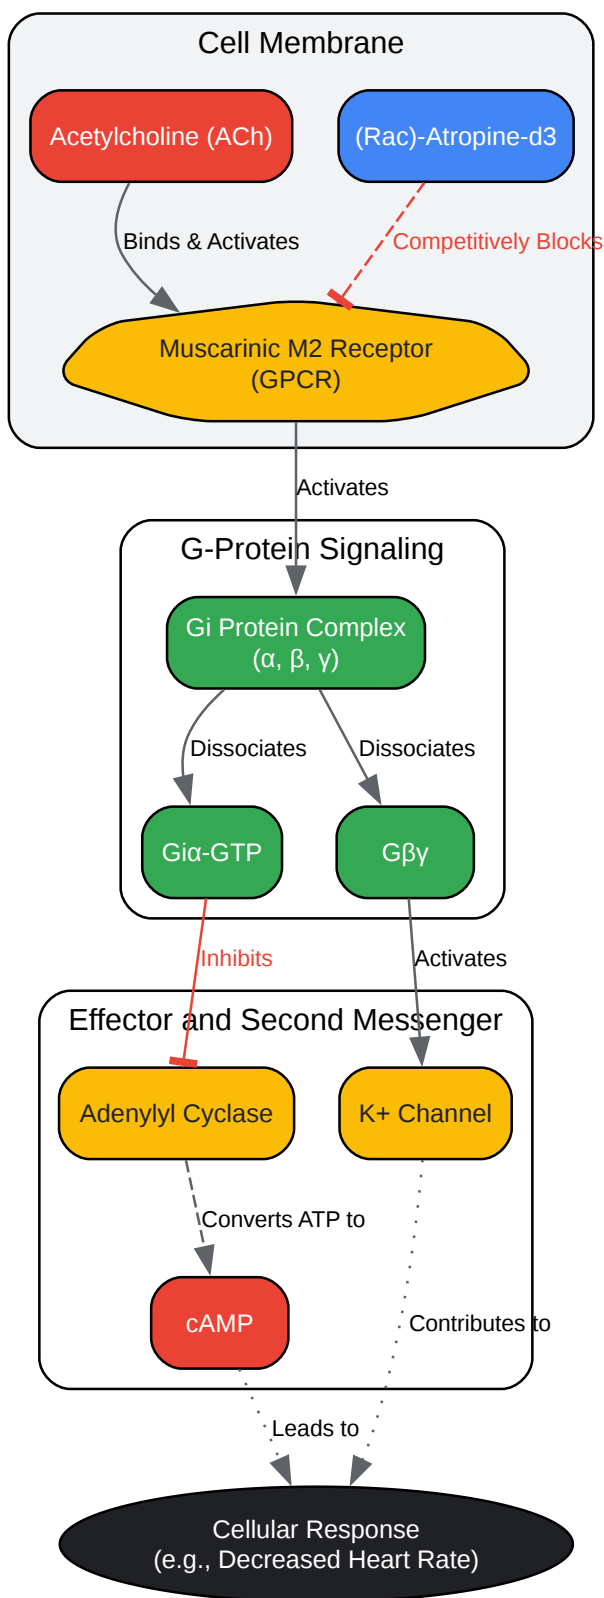 Cell Membrane
Acetylcholine (ACh)
(Rac)-Atropine-d3
Binds & Activates
Competitively Blocks
Muscarinic M2 Receptor
(GPCR)
Activates
G-Protein Signaling
Gi Protein Complex
(α, β, γ)
Dissociates
Dissociates
Giα-GTP
Gβγ
Inhibits
Activates
Effector and Second Messenger
Adenylyl Cyclase
K+ Channel
Converts ATP to
cAMP
Contributes to
Leads to
Cellular Response
(e.g., Decreased Heart Rate)